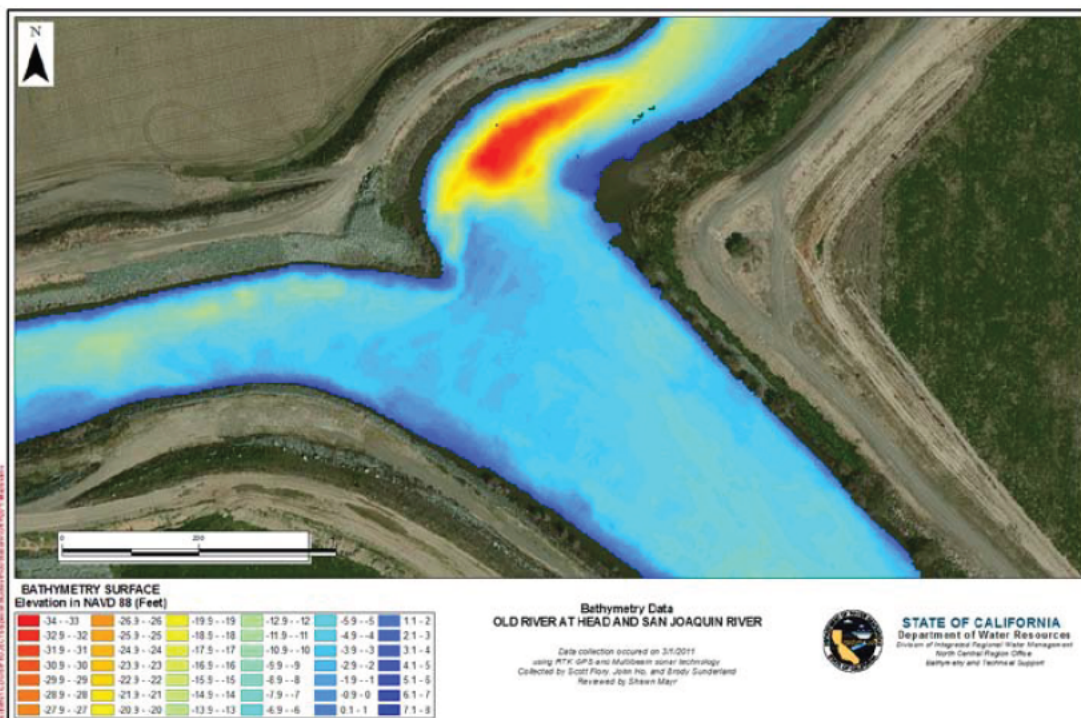 N
0
200
BATHYMETRY SURFACE
Elevation in NAVD 88 (Feet)
-34 - -33
-32.9 - -32
-31.9 - -31
-30.9 - -30
-29.9 - -29
-28.9 - -28
-27.9 - -27
-26.9 - -26
-25.9 - -25
-24.9 - -24
-23.9 - -23
-22.9 - -22
-21.9 - -21
-20.9 - -20
-19.9 - -19
-18.9 - -18
-17.9 - -17
-16.9 - -16
-15.9 - -15
-14.9 - -14
-13.9 - -13
-12.9 - -12
-11.9 - -11
-10.9 - -10
-9.9 - -9
-8.9 - -8
-7.9 - -7
-6.9 - -6
-5.9 - -5
-4.9 - -4
-3.9 - -3
-2.9 - -2
-1.9 - -1
-0.9 - 0
0.1 - 1
1.1 - 2
2.1 - 3
3.1 - 4
4.1 - 5
5.1 - 6
6.1 - 7
7.1 - 8
Bathymetry Data
OLD RIVER AT HEAD AND SAN JOAQUIN RIVER
Data collection occured on 3/1/2011
using RTK GPS and Multibeam sonar technology
Collected by Scott Flory, John Ho, and Brody Sunderland
Reviewed by Shawn Mayr
STATE OF CALIFORNIA
Department of Water Resources
Division of Integrated Regional Water Management
North Central Region Office
Bathymetry and Technical Support